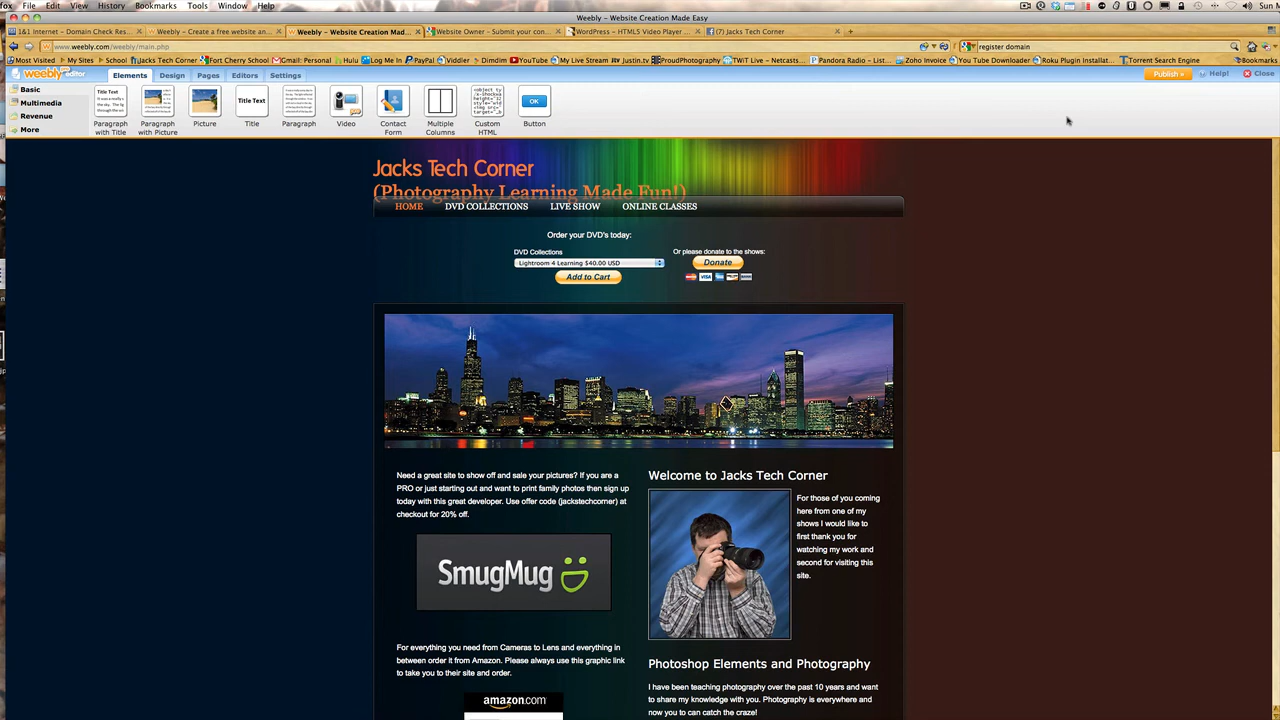 fox File Edit View History Bookmarks Tools Window Help
Weebly – Website Creation Made Easy
1&1 Internet – Domain Check Res... Weebly – Create a free website an... Weebly – Website Creation Mad... Website Owner – Submit your con... WordPress – HTML5 Video Player ... (7) Jacks Tech Corner
www.weebly.com/weebly/main.php register domain
Most Visited My Sites School Jacks Tech Corner Fort Cherry School Gmail: Personal Hulu Log Me In PayPal Viddler Dimdim YouTube My Live Stream Justin.tv ProudPhotography TWiT Live – Netcasts... Pandora Radio – List... Zoho Invoice You Tube Downloader Roku Plugin Installat... Torrent Search Engine Bookmarks
weebly editor Elements Design Pages Editors Settings Publish » Help! Close
Basic
Multimedia
Revenue
More
Paragraph with Title
Paragraph with Picture
Picture
Title Text
Title
Paragraph
Video
Contact Form
Multiple Columns
Custom HTML
OK
Button
Jacks Tech Corner
(Photography Learning Made Fun!)
HOME DVD COLLECTIONS LIVE SHOW ONLINE CLASSES
Order your DVD's today:
DVD Collections
Lightroom 4 Learning $40.00 USD
Add to Cart
Or please donate to the shows:
Donate
Need a great site to show off and sale your pictures? If you are a
PRO or just starting out and want to print family photos then sign up
today with this great developer. Use offer code (jackstechcorner) at
checkout for 20% off.
SmugMug
For everything you need from Cameras to Lens and everything in
between order it from Amazon. Please always use this graphic link
to take you to their site and order.
amazon.com
Welcome to Jacks Tech Corner
For those of you coming
here from one of my
shows I would like to
first thank you for
watching my work and
second for visiting this
site.
Photoshop Elements and Photography
I have been teaching photography over the past 10 years and want
to share my knowledge with you. Photography is everywhere and
now you to can catch the craze!